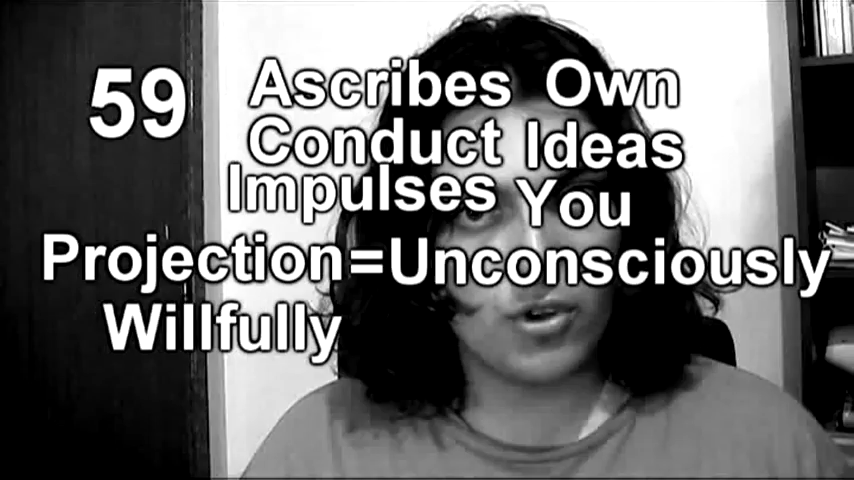 59
Ascribes Own
Conduct Ideas
Impulses You
Projection=Unconsciously
Willfully